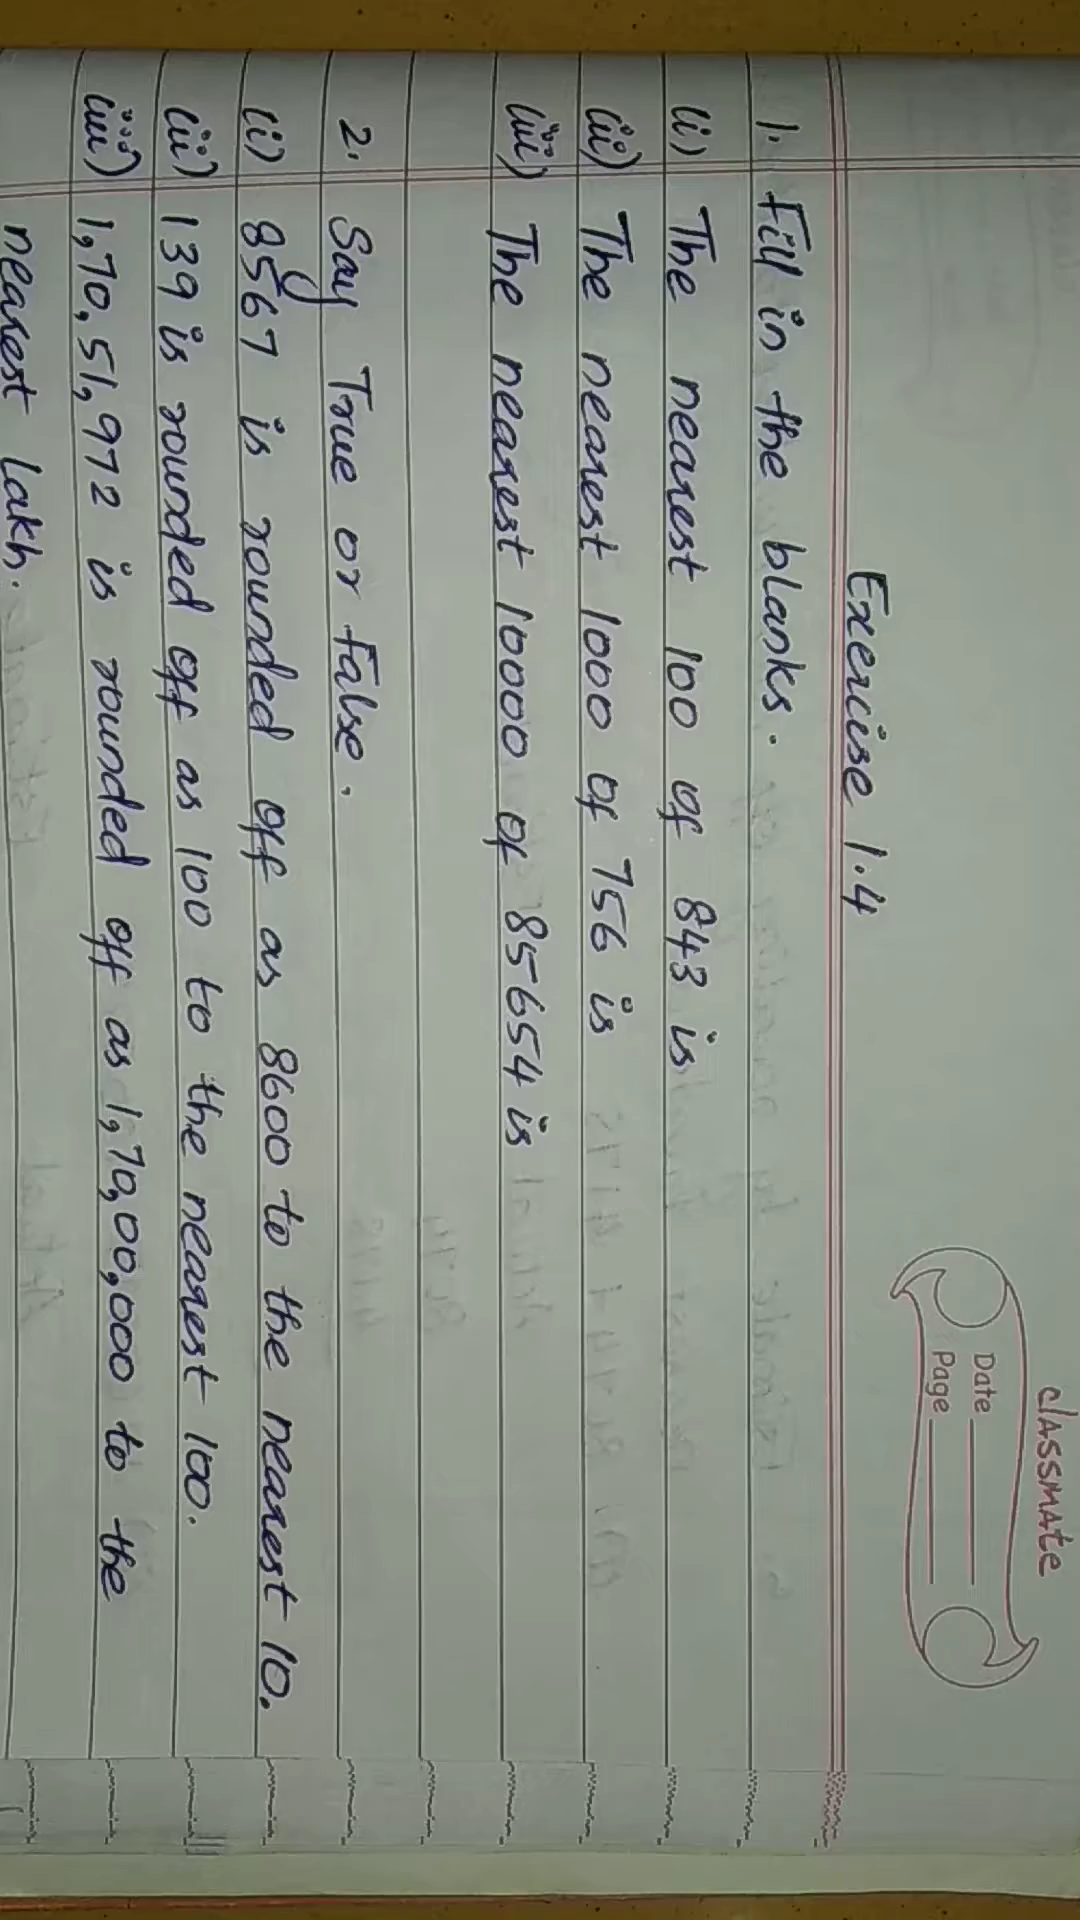 classmate
Date
Page
Exercise 1.4
1. Fill in the blanks.
(i) The nearest 100 of 843 is
(ii) The nearest 1000 of 756 is
(iii) The nearest 10000 of 85654 is
2. Say True or False.
(i) 8567 is rounded off as 8600 to the nearest 10.
(ii) 139 is rounded off as 100 to the nearest 100.
(iii) 1,70,51,972 is rounded off as 1,70,00,000 to the
nearest lakh.